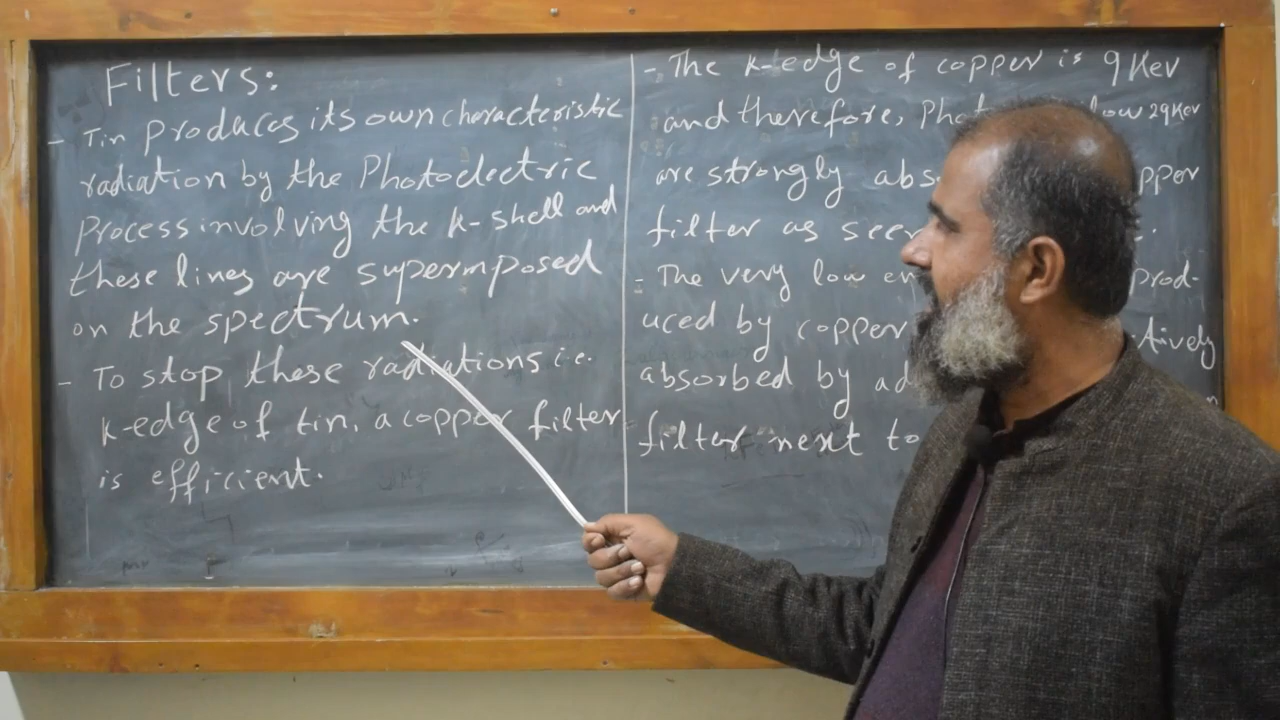 Filters:
- Tin produces its own characteristic
radiation by the Photoelectric
Process involving the K-shell and
these lines are supermposed
on the spectrum.
- To stop these radiations i.e.
K-edge of tin, a copper filter
is efficient.
- The K-edge of copper is 9 Kev
and therefore, Phot low 29 Kev
are strongly abs pper
filter as seen
- The very low en prod-
uced by copper tively
absorbed by ad
filter next to